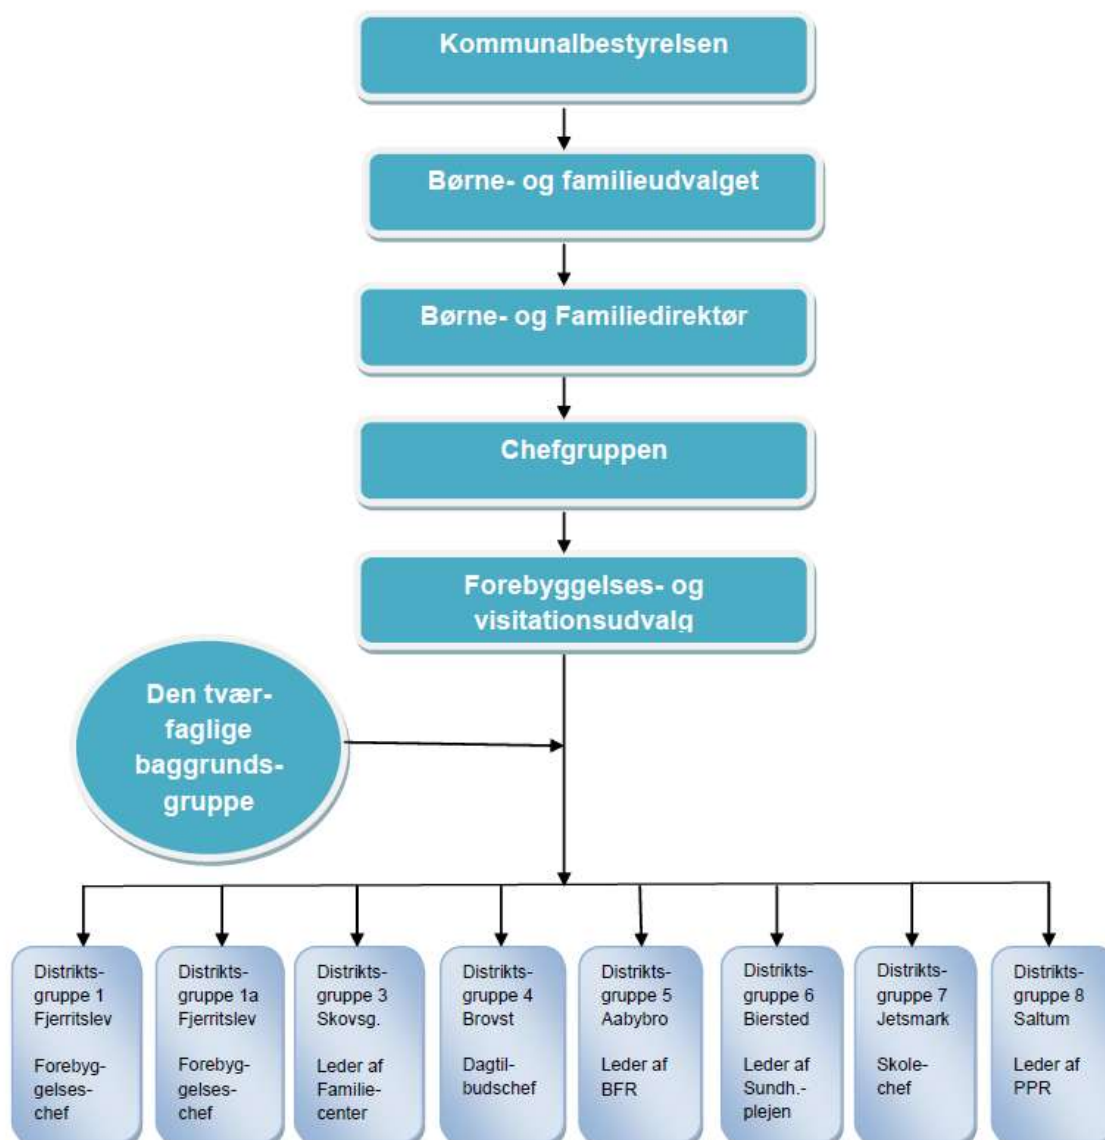 Kommunalbestyrelsen
Børne- og familieudvalget
Børne- og Familiedirektør
Chefgruppen
Forebyggelses- og
visitationsudvalg
Den tvær-
faglige
baggrunds-
gruppe
Distrikts-
gruppe 1
Fjerritslev
Forebyg-
gelses-
chef
Distrikts-
gruppe 1a
Fjerritslev
Forebyg-
gelses-
chef
Distrikts-
gruppe 3
Skovsg.
Leder af
Familie-
center
Distrikts-
gruppe 4
Brovst
Dagtil-
budschef
Distrikts-
gruppe 5
Aabybro
Leder af
BFR
Distrikts-
gruppe 6
Biersted
Leder af
Sundh.-
plejen
Distrikts-
gruppe 7
Jetsmark
Skole-
chef
Distrikts-
gruppe 8
Saltum
Leder af
PPR